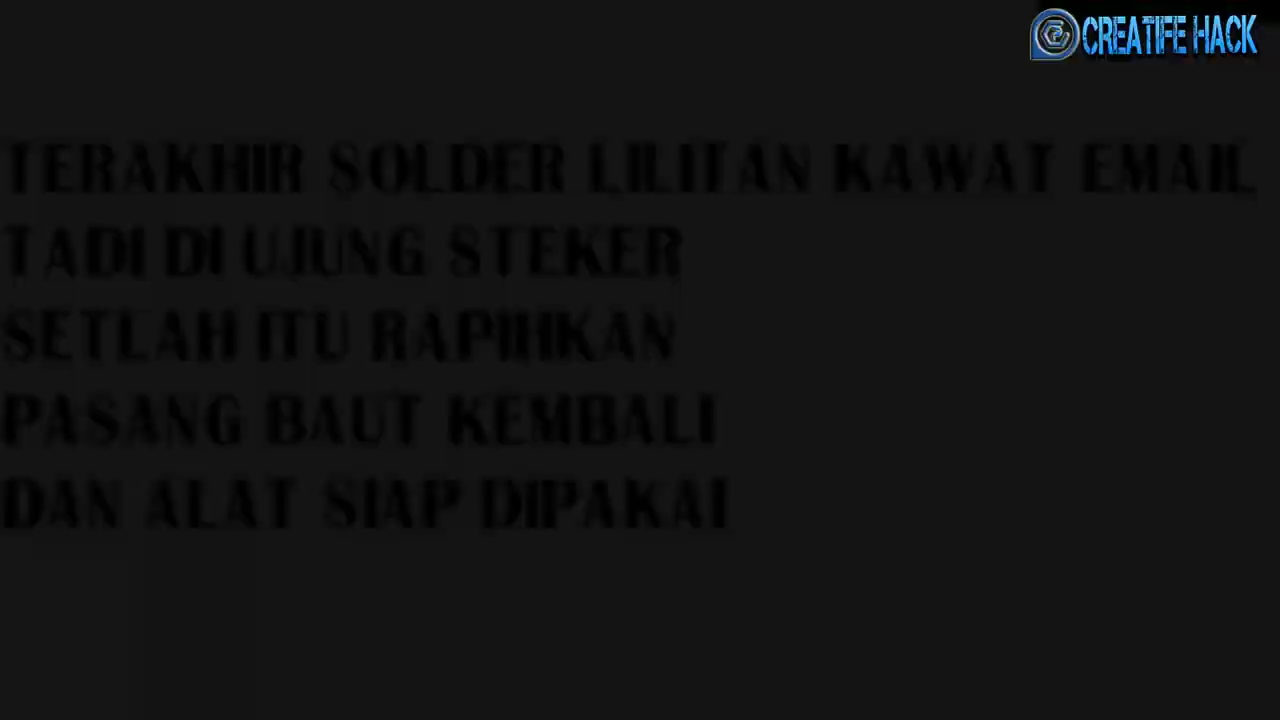 CREATIFE HACK
TERAKHIR SOLDER LILITAN KAWAT EMAIL
TADI DI UJUNG STEKER
SETLAH ITU RAPIIHKAN
PASANG BAUT KEMBALI
DAN ALAT SIAP DIPAKAI